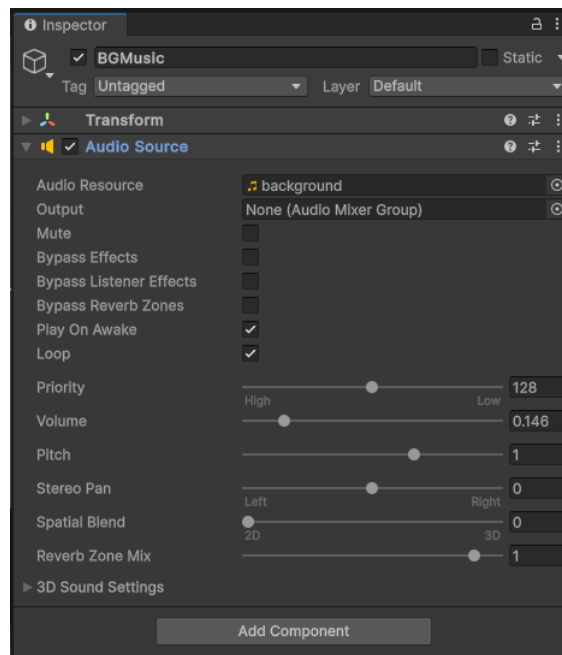 Inspector
BGMusic Static
Tag Untagged Layer Default
Transform
Audio Source
Audio Resource background
Output None (Audio Mixer Group)
Mute
Bypass Effects
Bypass Listener Effects
Bypass Reverb Zones
Play On Awake
Loop
Priority 128
High Low
Volume 0.146
Pitch 1
Stereo Pan 0
Left Right
Spatial Blend 0
2D 3D
Reverb Zone Mix 1
3D Sound Settings
Add Component